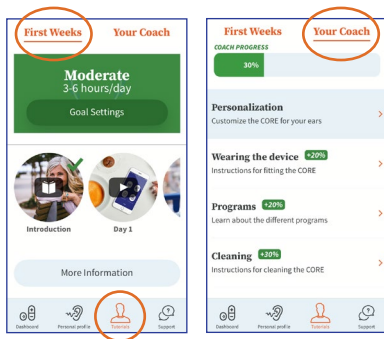 First Weeks
Your Coach
Moderate
3-6 hours/day
Goal Settings
Introduction
Day 1
More Information
Dashboard
Personal profile
Tutorials
Support
First Weeks
Your Coach
COACH PROGRESS
30%
Personalization
Customize the CORE for your ears
Wearing the device +20%
Instructions for fitting the CORE
Programs +20%
Learn about the different programs
Cleaning +30%
Instructions for cleaning the CORE
Dashboard
Personal profile
Tutorials
Support